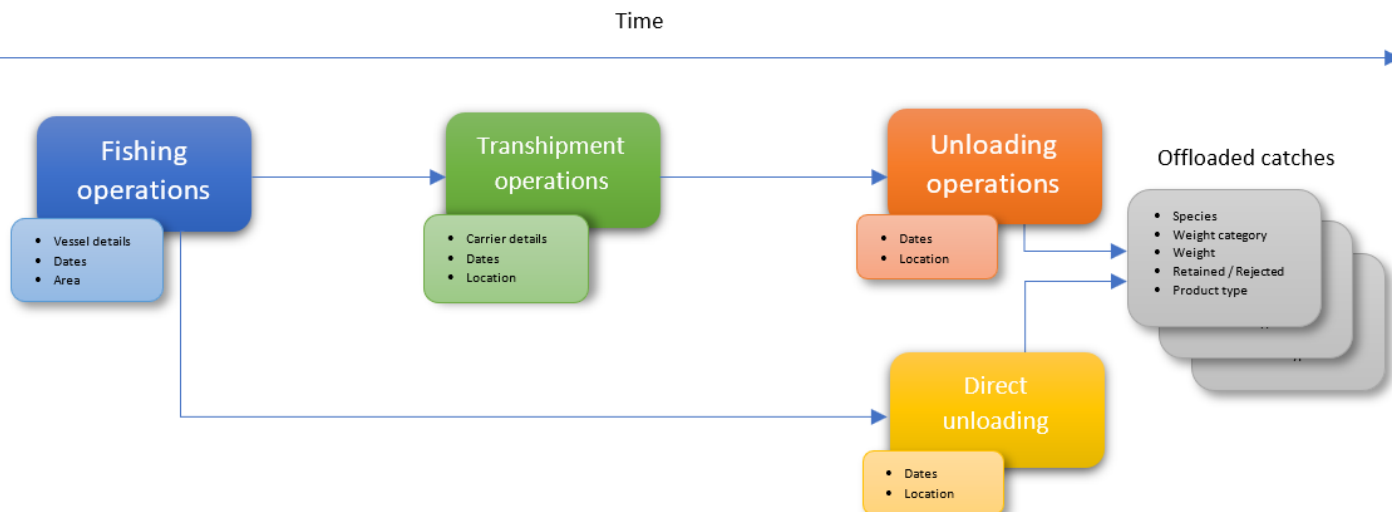 Time
Fishing
operations
• Vessel details
• Dates
• Area
Transhipment
operations
• Carrier details
• Dates
• Location
Unloading
operations
• Dates
• Location
Offloaded catches
• Species
• Weight category
• Weight
• Retained / Rejected
• Product type
Direct
unloading
• Dates
• Location